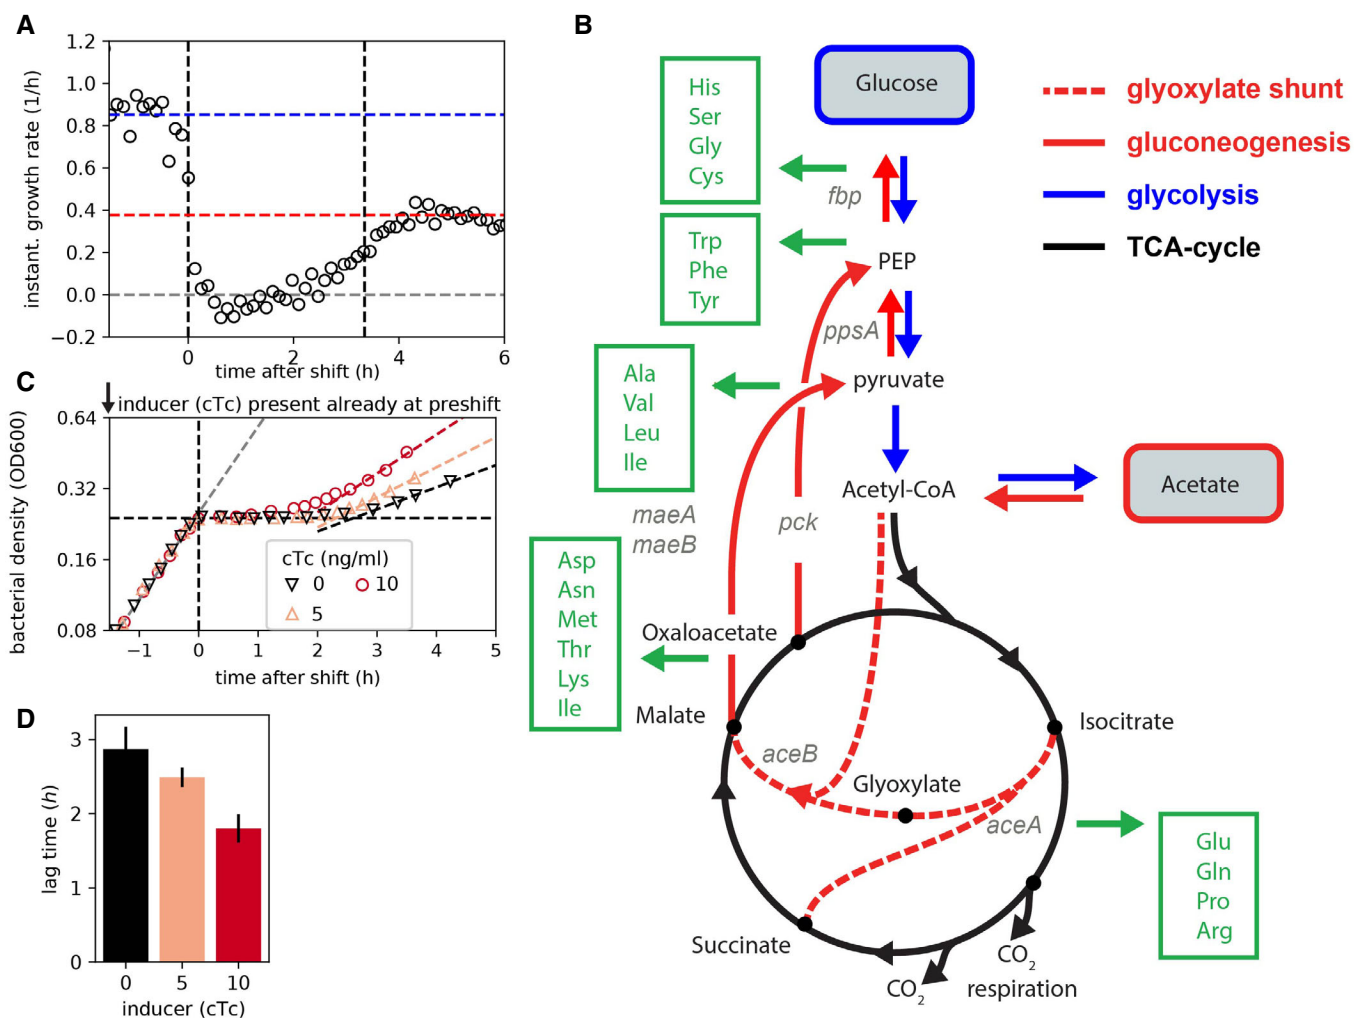 A
1.2
1.0
0.8
0.6
0.4
0.2
0.0
−0.2
instant. growth rate (1/h)
0
2
4
6
time after shift (h)
B
Glucose
glyoxylate shunt
gluconeogenesis
glycolysis
TCA-cycle
His
Ser
Gly
Cys
fbp
Trp
Phe
Tyr
PEP
ppsA
Ala
Val
Leu
Ile
pyruvate
maeA
maeB
pck
Acetyl-CoA
Acetate
Asp
Asn
Met
Thr
Lys
Ile
Oxaloacetate
Malate
Isocitrate
aceB
Glyoxylate
aceA
Glu
Gln
Pro
Arg
Succinate
CO2
CO2
respiration
C
inducer (cTc) present already at preshift
0.64
0.32
0.16
0.08
bacterial density (OD600)
cTc (ng/ml)
0
10
5
−1
0
1
2
3
4
5
time after shift (h)
D
3
2
1
0
lag time (h)
0
5
10
inducer (cTc)